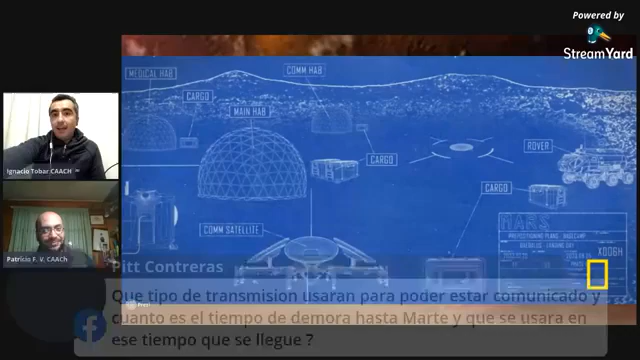 Powered by
StreamYard
MEDICAL HAB
COMM HAB
CARGO
MAIN HAB
CARGO
ROVER
CARGO
COMM SATELLITE
MARS
X006H
Ignacio Tobar CAACH
Patricio F. V, CAACH
Prezi
Pitt Contreras
Que tipo de transmision usaran para poder estar comunicado y
cuanto es el tiempo de demora hasta Marte y que se usara en
ese tiempo que se llegue ?